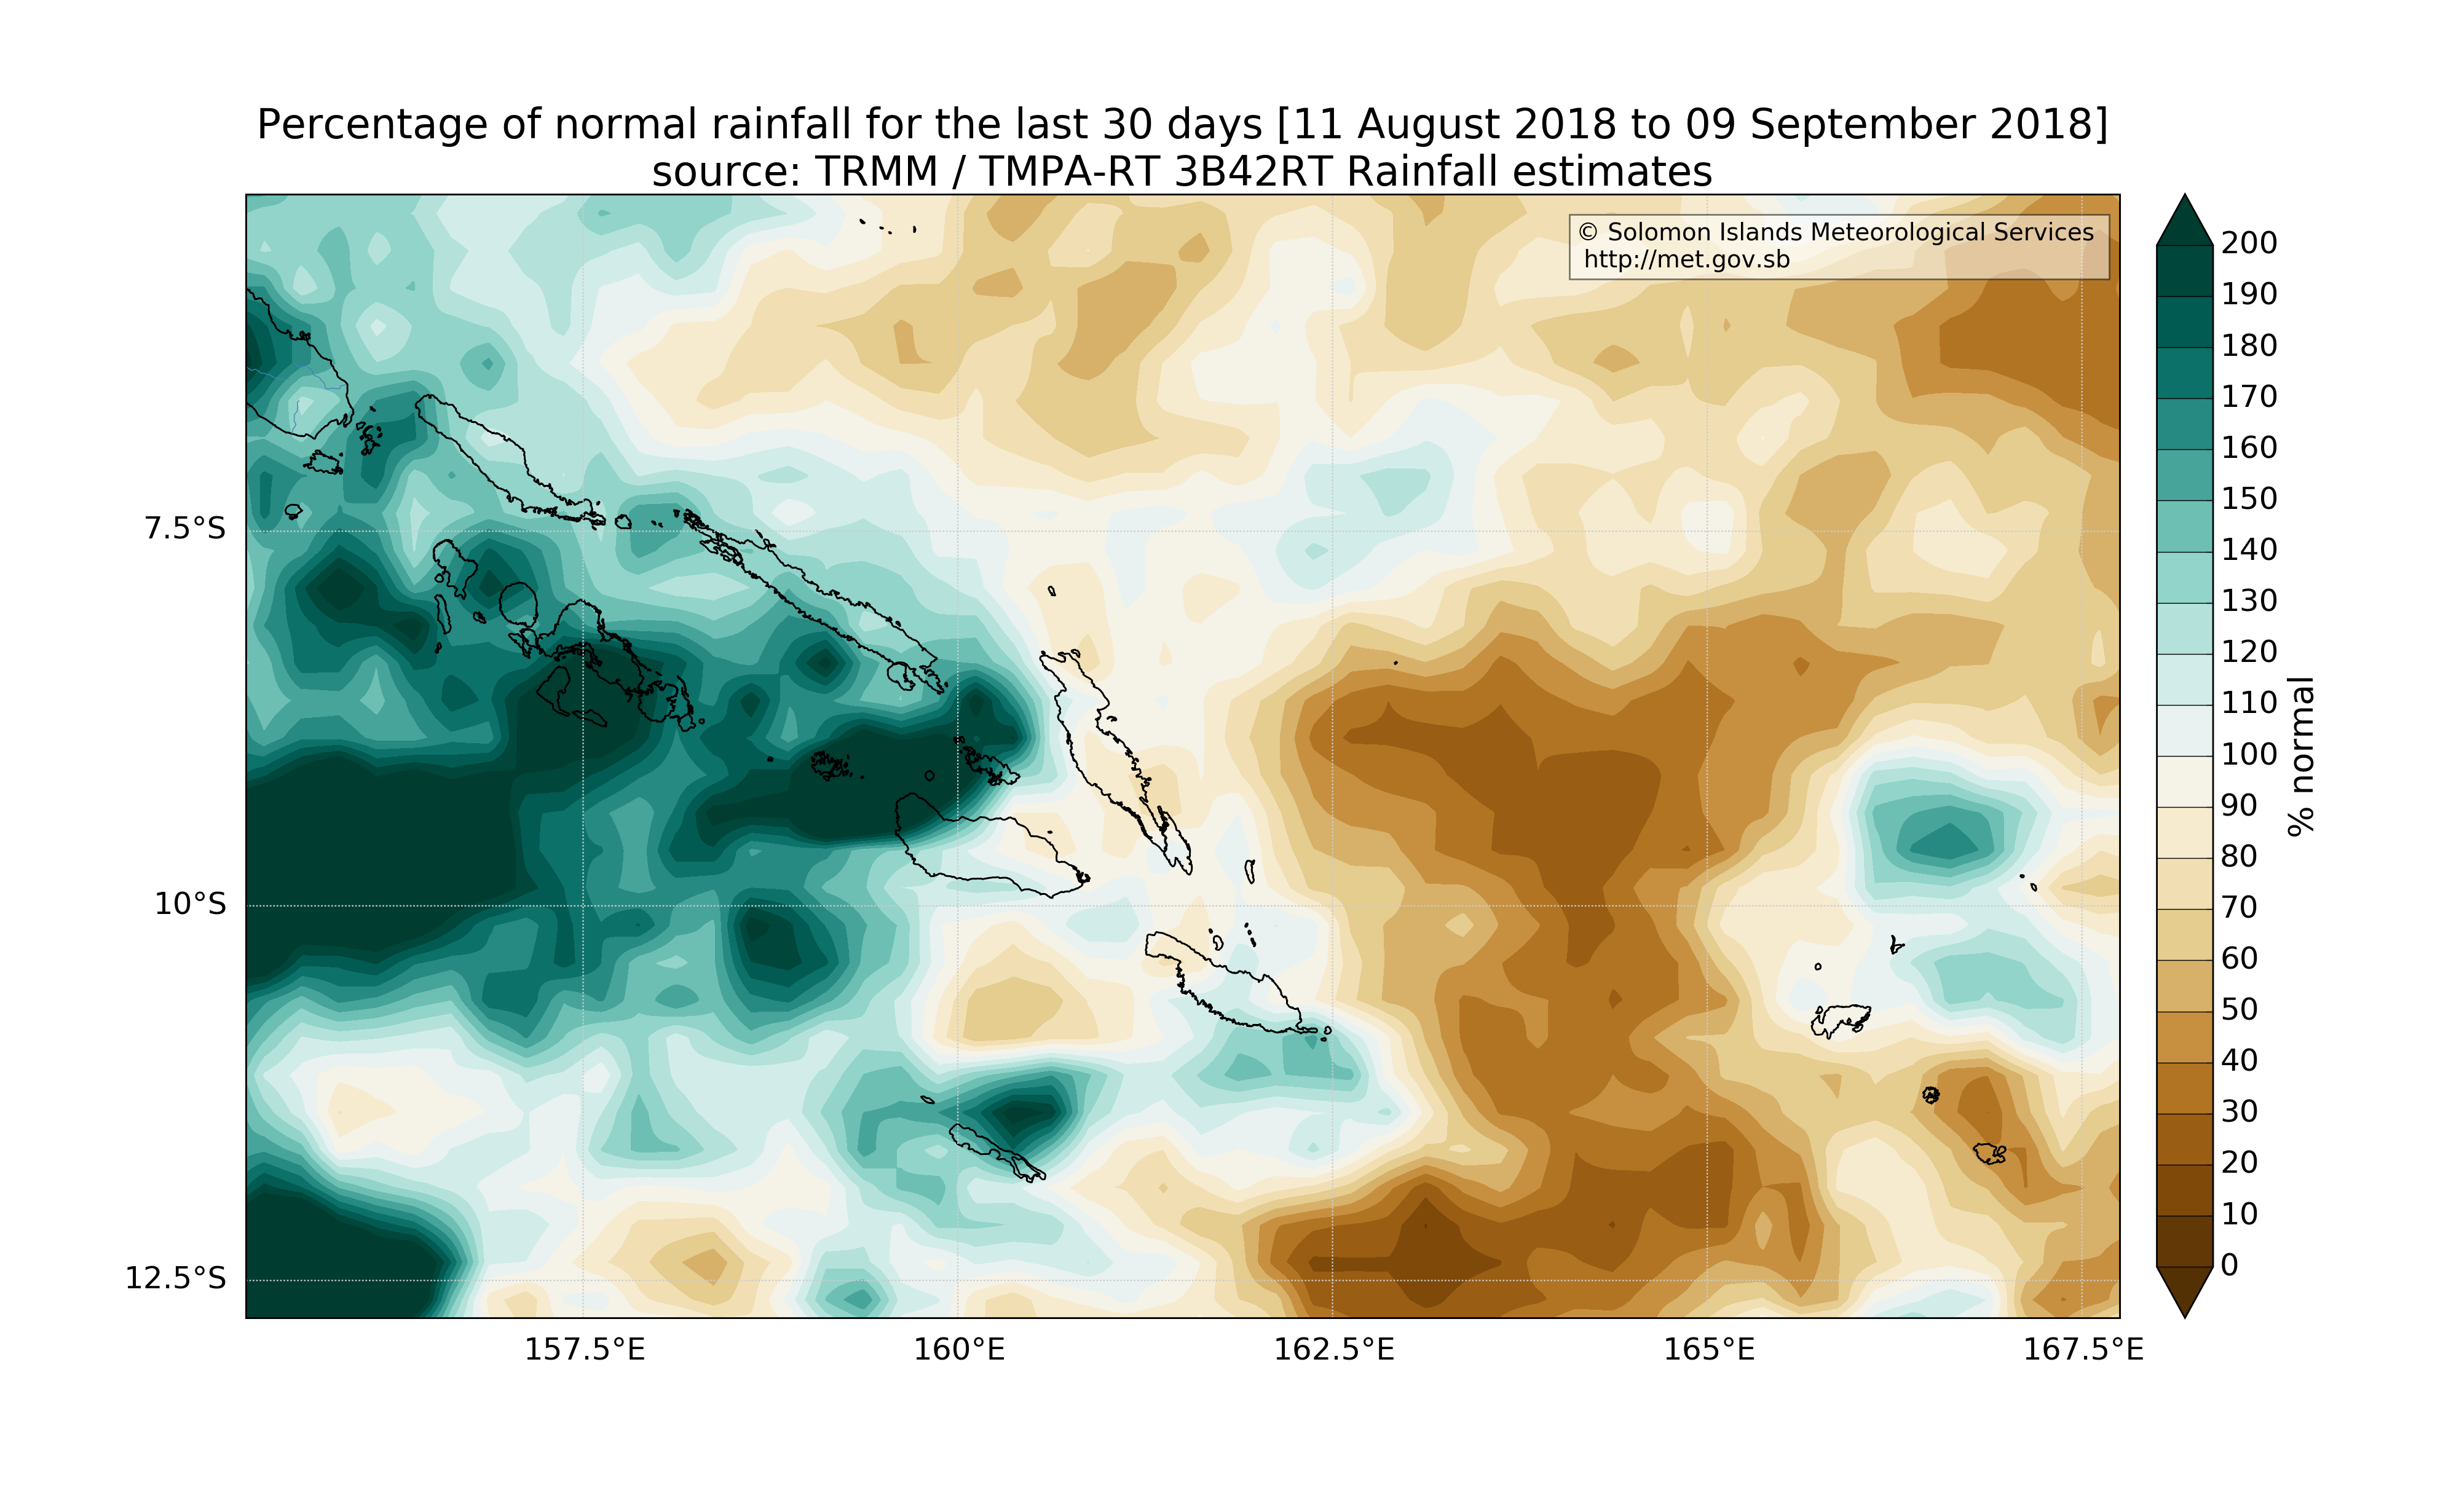 Percentage of normal rainfall for the last 30 days [11 August 2018 to 09 September 2018]
source: TRMM / TMPA-RT 3B42RT Rainfall estimates
© Solomon Islands Meteorological Services
http://met.gov.sb
7.5°S
10°S
12.5°S
157.5°E
160°E
162.5°E
165°E
167.5°E
200
190
180
170
160
150
140
130
120
110
100
90
80
70
60
50
40
30
20
10
0
% normal